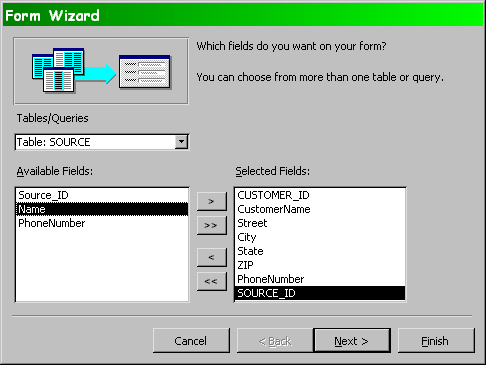 Form Wizard
Which fields do you want on your form?
You can choose from more than one table or query.
Tables/Queries
Table: SOURCE
Available Fields:
Selected Fields:
Source_ID
Name
PhoneNumber
>
>>
<
<<
CUSTOMER_ID
CustomerName
Street
City
State
ZIP
PhoneNumber
SOURCE_ID
Cancel
< Back
Next >
Finish